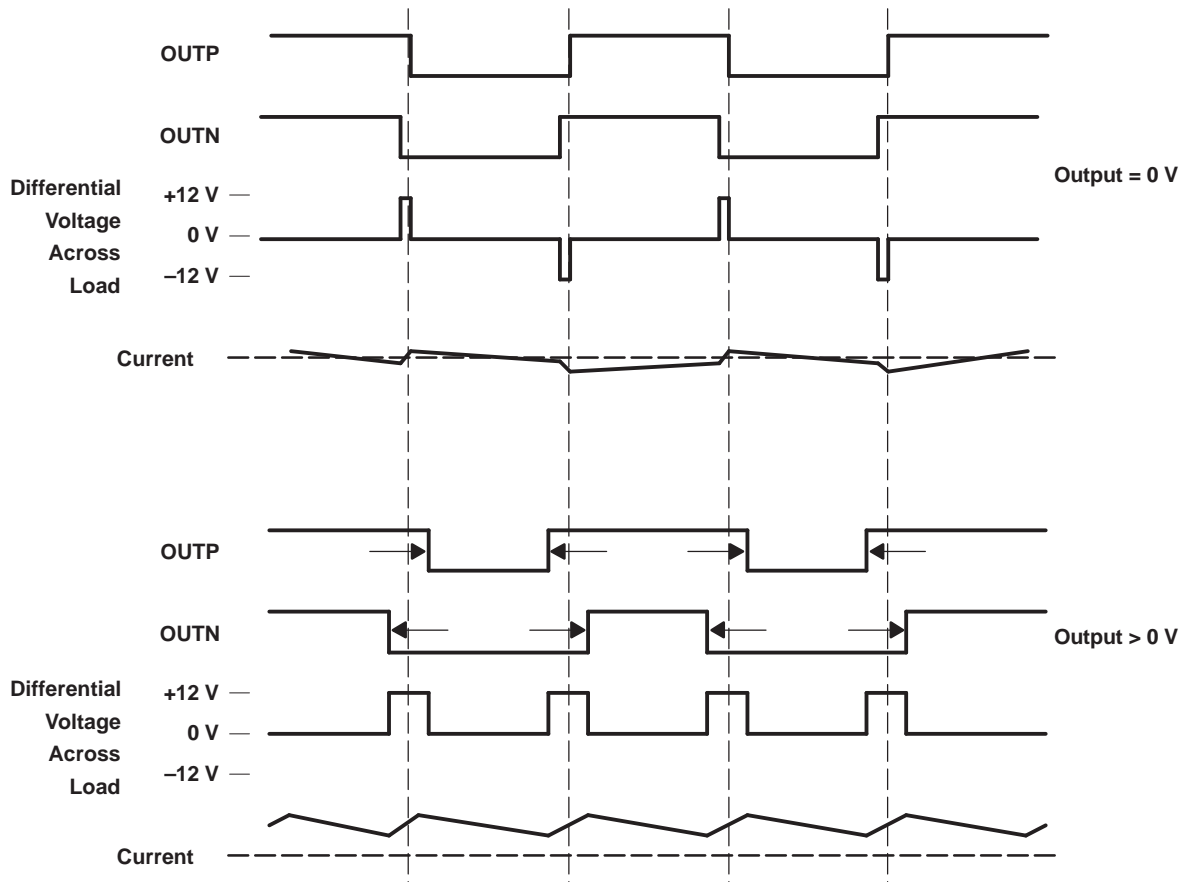 OUTP
OUTN
Output = 0 V
Differential
Voltage
Across
Load
+12 V
0 V
–12 V
Current
OUTP
OUTN
Output > 0 V
Differential
Voltage
Across
Load
+12 V
0 V
–12 V
Current